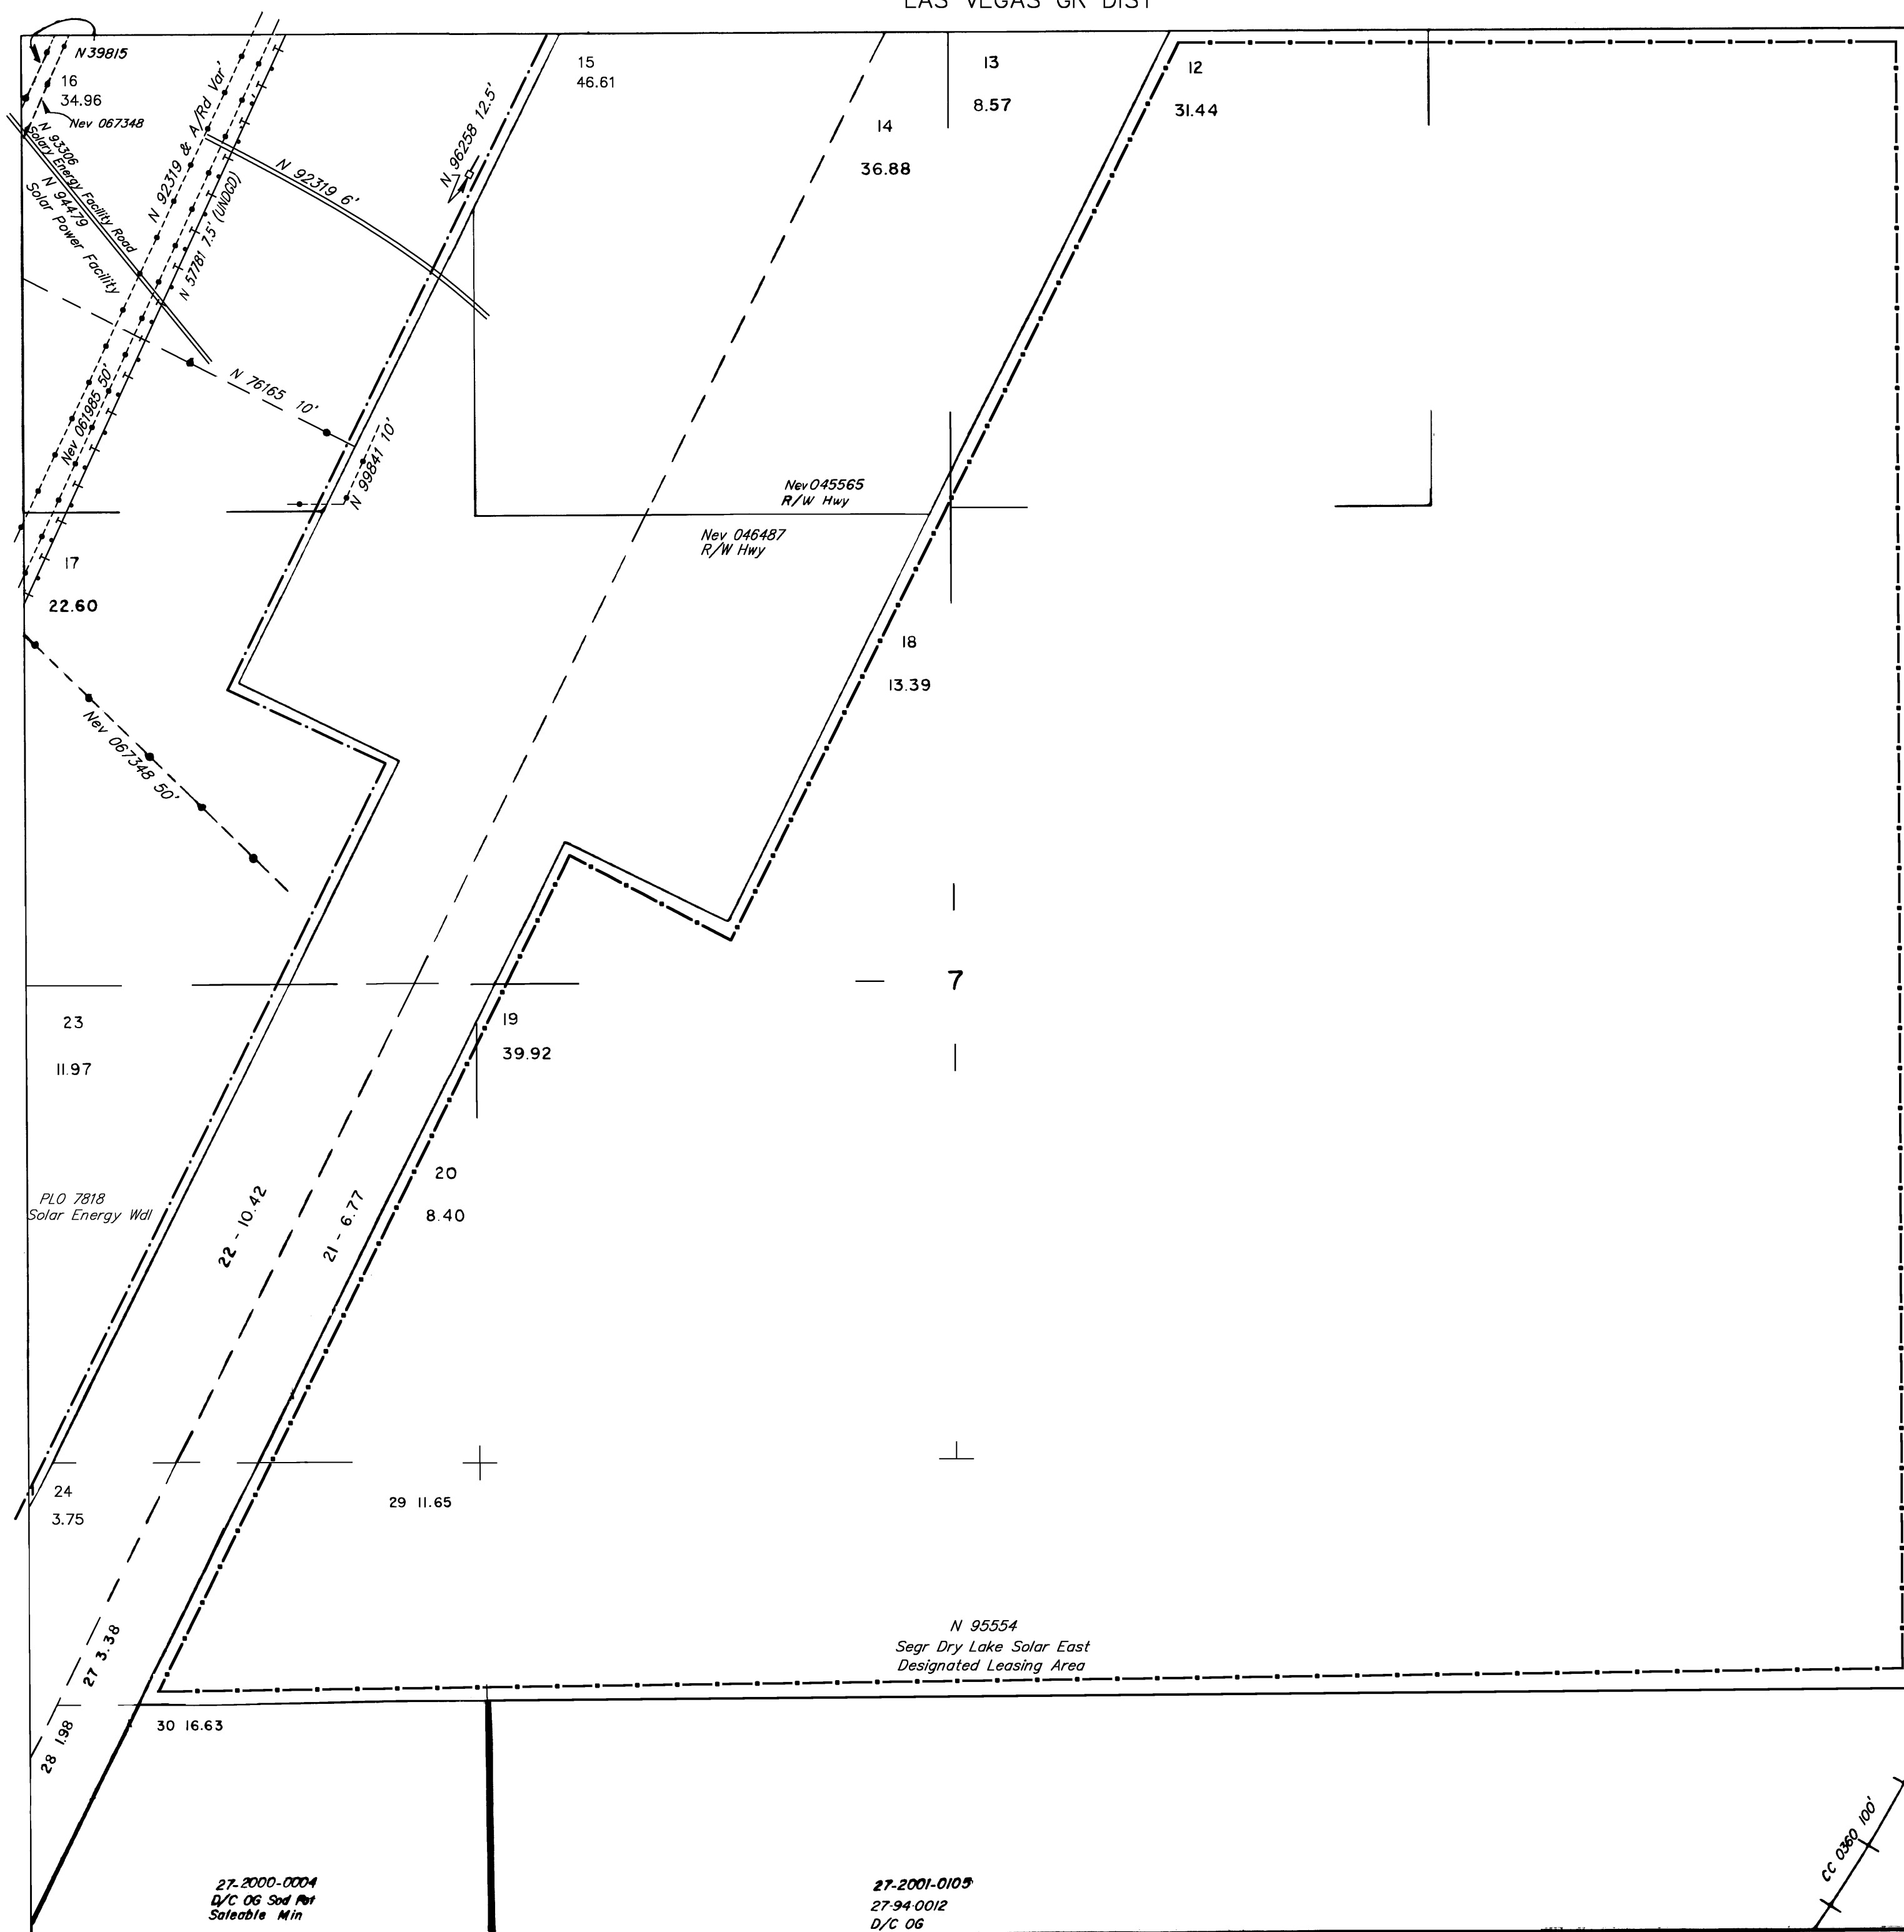 LAS VEGAS GR DIST
N39815
16
34.96
Nev 067348
N 93306
Solary Energy Facility Road
N 94479
Solar Power Facility
N 92319 & A/Rd Var'
N 57781 7.5' (UNDGD)
N 92319 6'
N 96258 12.5'
15
46.61
14
36.88
13
8.57
12
31.44
N 76165 10'
Nev 061985 50'
N 99841 10'
Nev 045565
R/W Hwy
Nev 046487
R/W Hwy
17
22.60
18
13.39
Nev 067348 50'
7
23
11.97
19
39.92
PLO 7818
Solar Energy Wdl
22 - 10.42
21 - 6.77
20
8.40
24
3.75
29 11.65
27 3.38
28 1.98
30 16.63
N 95554
Segr Dry Lake Solar East
Designated Leasing Area
27-2000-0004
D/C OG Sod Pot
Saleable Min
27-2001-0105
27-94-0012
D/C OG
CC 0360 100'